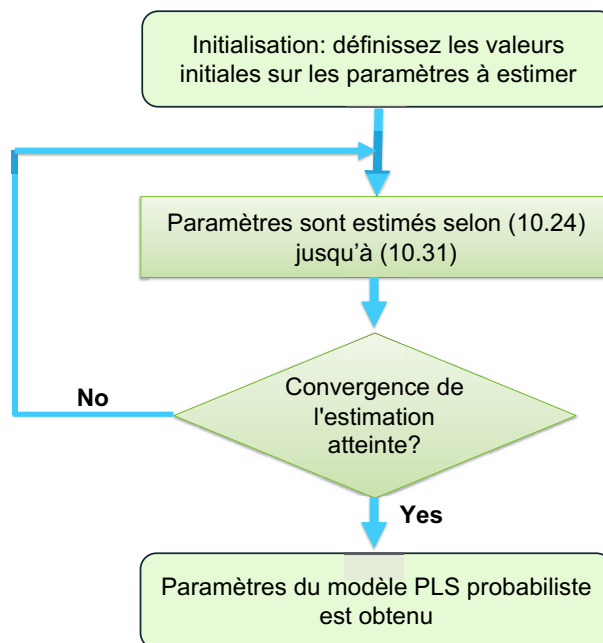 Initialisation: définissez les valeurs
initiales sur les paramètres à estimer
Paramètres sont estimés selon (10.24)
jusqu'à (10.31)
No
Convergence de
l'estimation
atteinte?
Yes
Paramètres du modèle PLS probabiliste
est obtenu